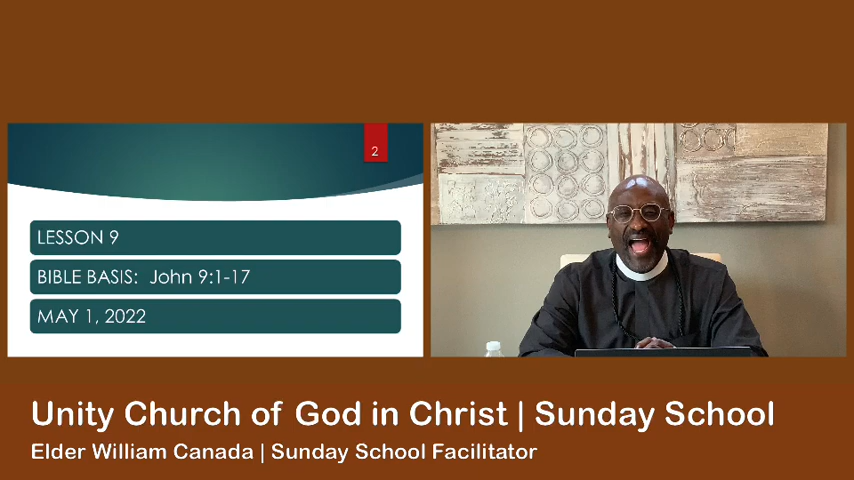 2
LESSON 9
BIBLE BASIS: John 9:1-17
MAY 1, 2022
Unity Church of God in Christ | Sunday School
Elder William Canada | Sunday School Facilitator